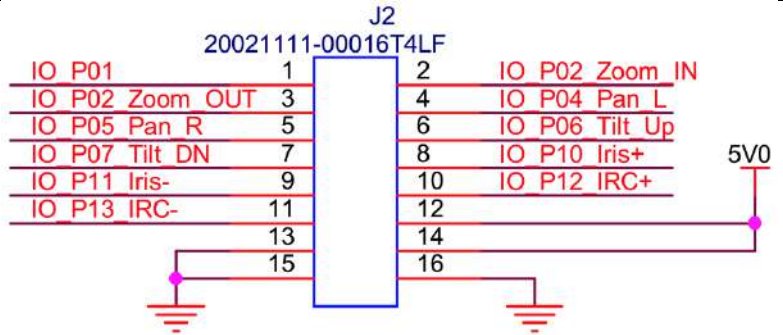 J2
20021111-00016T4LF
IO_P01 1 2 IO_P02_Zoom_IN
IO_P02_Zoom_OUT 3 4 IO_P04_Pan_L
IO_P05_Pan_R 5 6 IO_P06_Tilt_Up
IO_P07_Tilt_DN 7 8 IO_P10_Iris+ 5V0
IO_P11_Iris- 9 10 IO_P12_IRC+
IO_P13_IRC- 11 12
13 14
15 16